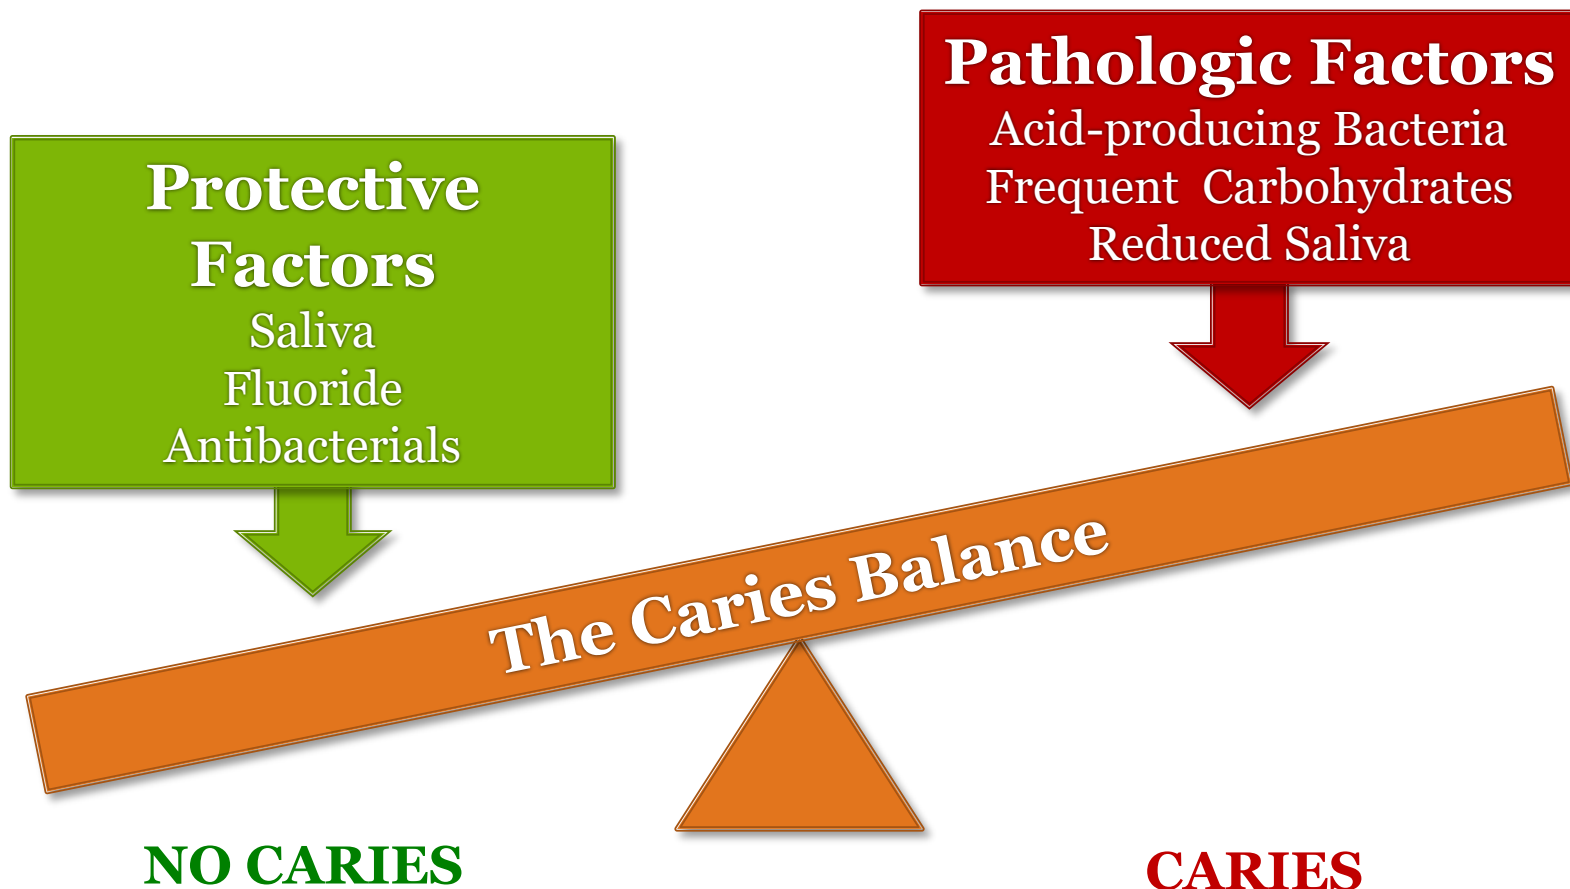 Protective
Factors
Saliva
Fluoride
Antibacterials
Pathologic Factors
Acid-producing Bacteria
Frequent  Carbohydrates
Reduced Saliva
The Caries Balance
NO CARIES
CARIES